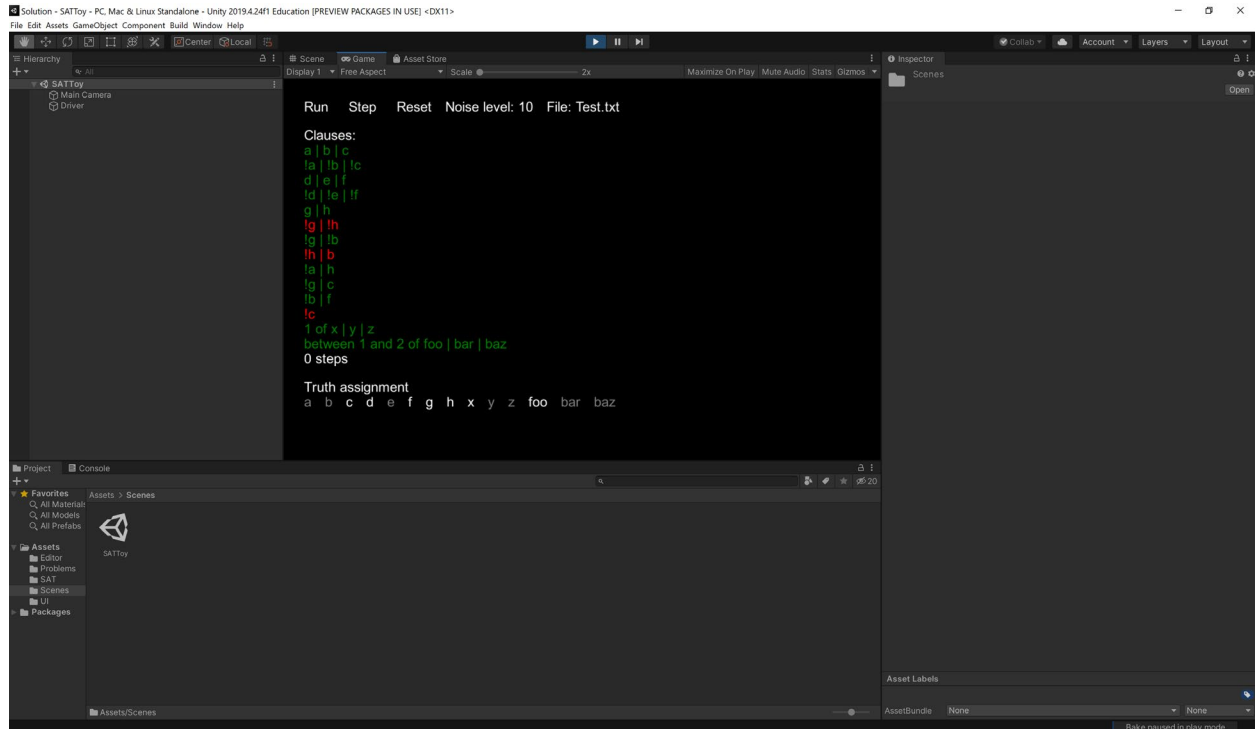 Solution - SATToy - PC, Mac & Linux Standalone - Unity 2019.4.24f1 Education [PREVIEW PACKAGES IN USE] <DX11>
File Edit Assets GameObject Component Build Window Help
Center Local Collab Account Layers Layout
Hierarchy Scene Game Asset Store Inspector
All Display 1 Free Aspect Scale 2x Maximize On Play Mute Audio Stats Gizmos Scenes
SATToy
Open
Main Camera
Driver
Run Step Reset Noise level: 10 File: Test.txt
Clauses:
a | b | c
!a | !b | !c
d | e | f
!d | !e | !f
g | h
!g | !h
!g | !b
!h | b
!a | h
!g | c
!b | f
!c
1 of x | y | z
between 1 and 2 of foo | bar | baz
0 steps
Truth assignment
a b c d e f g h x y z foo bar baz
Project Console
20
Favorites
Assets > Scenes
All Materials
All Models
All Prefabs
Assets
SATToy
Editor
Problems
SAT
Scenes
UI
Packages
Asset Labels
Assets/Scenes
AssetBundle None None
Bake paused in play mode